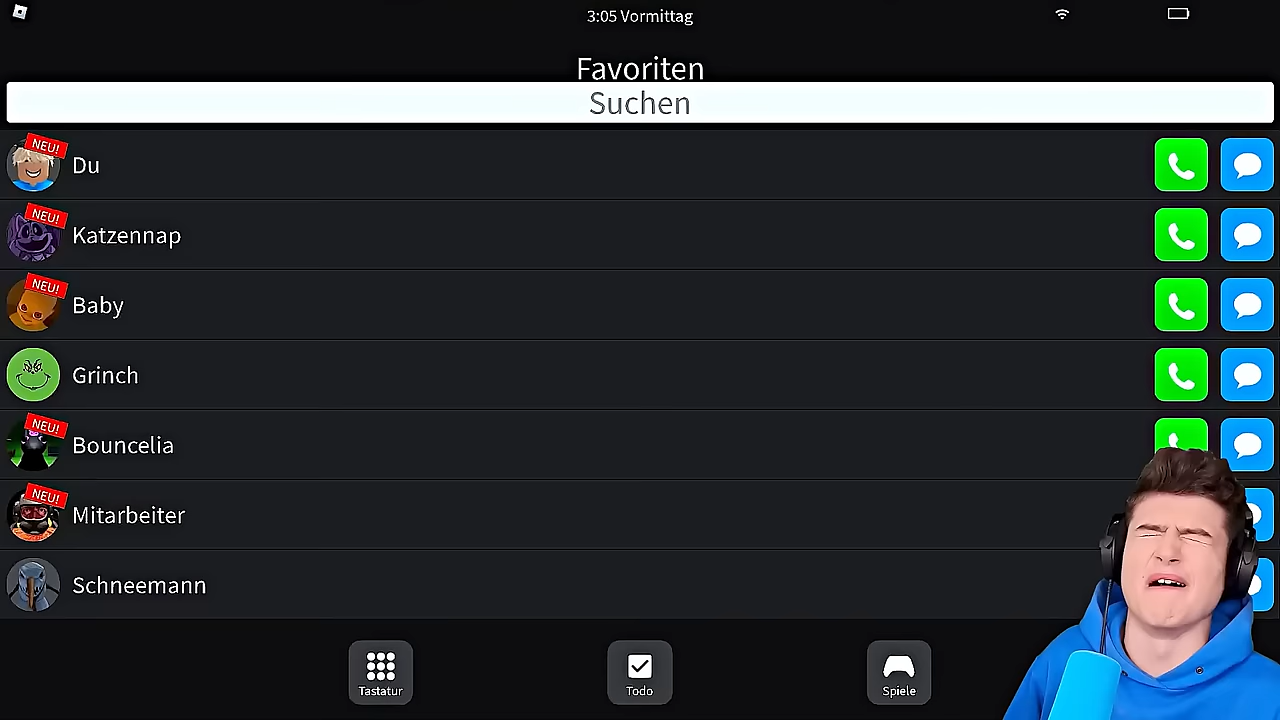 3:05 Vormittag
Favoriten
Suchen
NEU!
Du
NEU!
Katzennap
NEU!
Baby
Grinch
NEU!
Bouncelia
NEU!
Mitarbeiter
Schneemann
Tastatur
Todo
Spiele